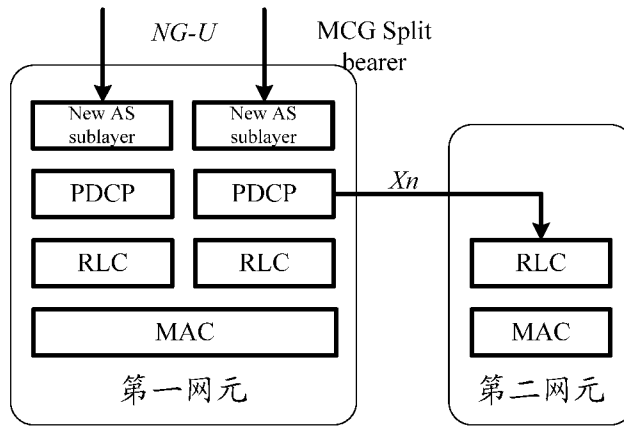 NG-U
MCG Split
bearer
New AS
sublayer
New AS
sublayer
PDCP
PDCP
Xn
RLC
RLC
RLC
MAC
MAC
第一网元
第二网元